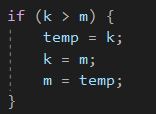 if (k > m) {
    temp = k;
    k = m;
    m = temp;
}